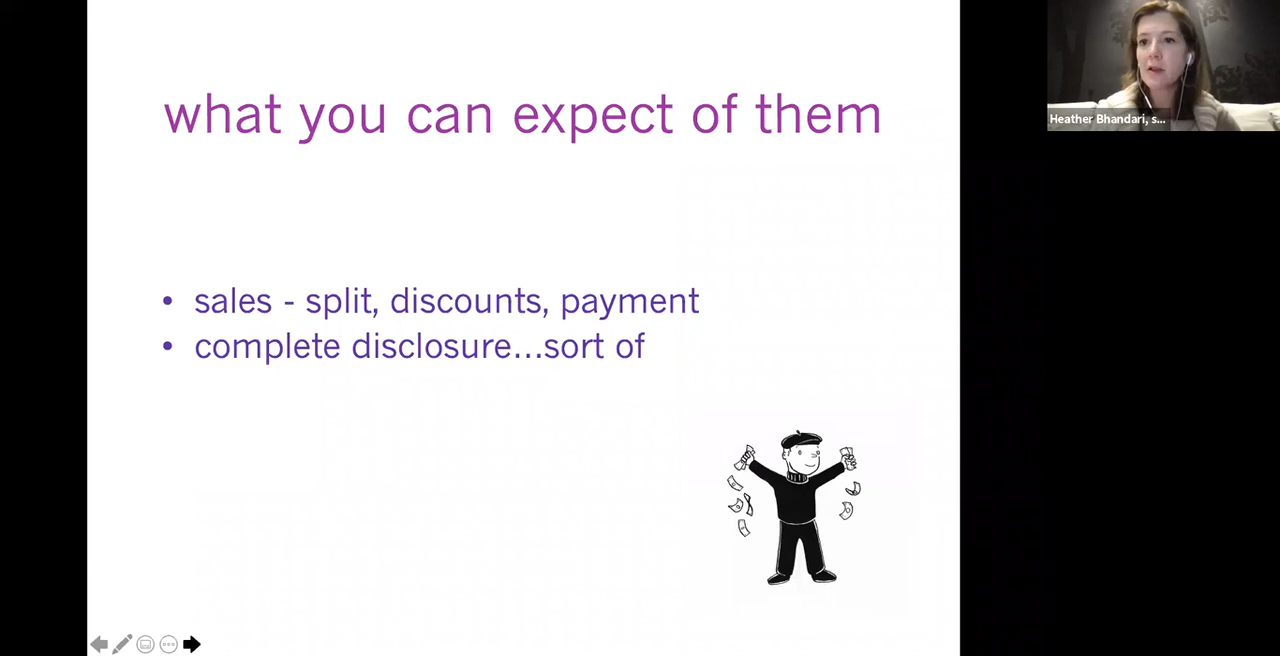 what you can expect of them
• sales - split, discounts, payment
• complete disclosure...sort of
Heather Bhandari, s...